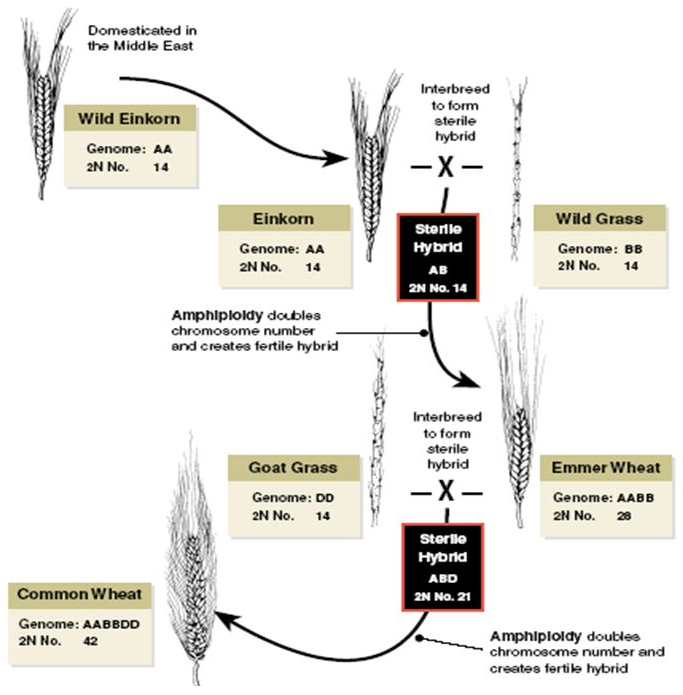 Domesticated in
the Middle East
Wild Einkorn
Genome: AA
2N No. 14
Interbreed
to form
sterile
hybrid
X
Einkorn
Genome: AA
2N No. 14
Sterile
Hybrid
AB
2N No. 14
Wild Grass
Genome: BB
2N No. 14
Amphiploidy doubles
chromosome number
and creates fertile hybrid
Interbreed
to form
sterile
hybrid
X
Goat Grass
Genome: DD
2N No. 14
Emmer Wheat
Genome: AABB
2N No. 28
Sterile
Hybrid
ABD
2N No. 21
Common Wheat
Genome: AABBDD
2N No. 42
Amphiploidy doubles
chromosome number and
creates fertile hybrid